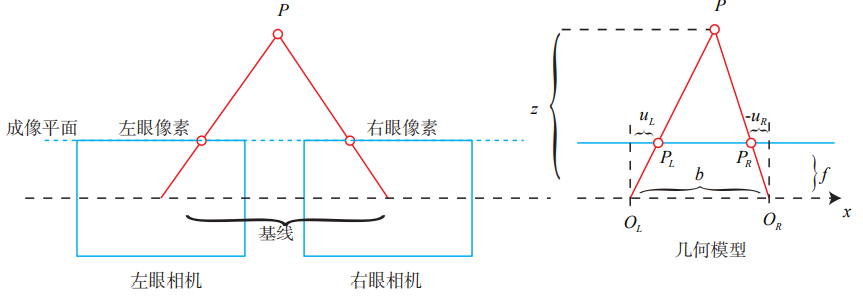 P
成像平面
左眼像素
右眼像素
基线
左眼相机
右眼相机
P
z
u_L
-u_R
P_L
P_R
b
f
x
O_L
O_R
几何模型